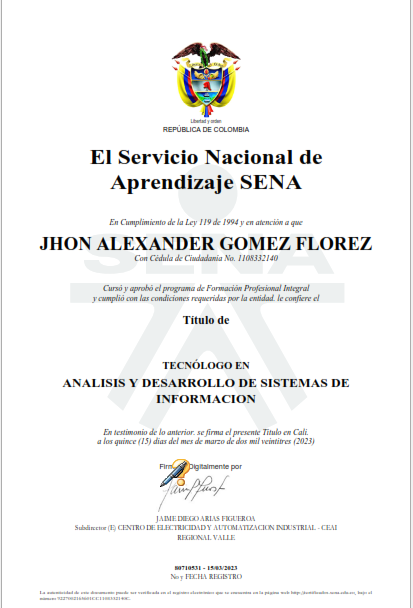 Libertad y orden
REPÚBLICA DE COLOMBIA
El Servicio Nacional de
Aprendizaje SENA
En Cumplimiento de la Ley 119 de 1994 y en atención a que
JHON ALEXANDER GOMEZ FLOREZ
Con Cédula de Ciudadanía No. 1108332140
SENA
Cursó y aprobó el programa de Formación Profesional Integral
y cumplió con las condiciones requeridas por la entidad, le confiere el
Título de
TECNÓLOGO EN
ANALISIS Y DESARROLLO DE SISTEMAS DE
INFORMACION
En testimonio de lo anterior, se firma el presente Título en Cali,
a los quince (15) días del mes de marzo de dos mil veintitres (2023)
Digitalmente por
JAIME DIEGO ARIAS FIGUEROA
Subdirector (E) CENTRO DE ELECTRICIDAD Y AUTOMATIZACION INDUSTRIAL - CEAI
REGIONAL VALLE
80710531 - 15/03/2023
No y FECHA REGISTRO
La autenticidad de este documento puede ser verificada en el registro electrónico que se encuentra en la página web http://certificados.sena.edu.co, bajo el
número